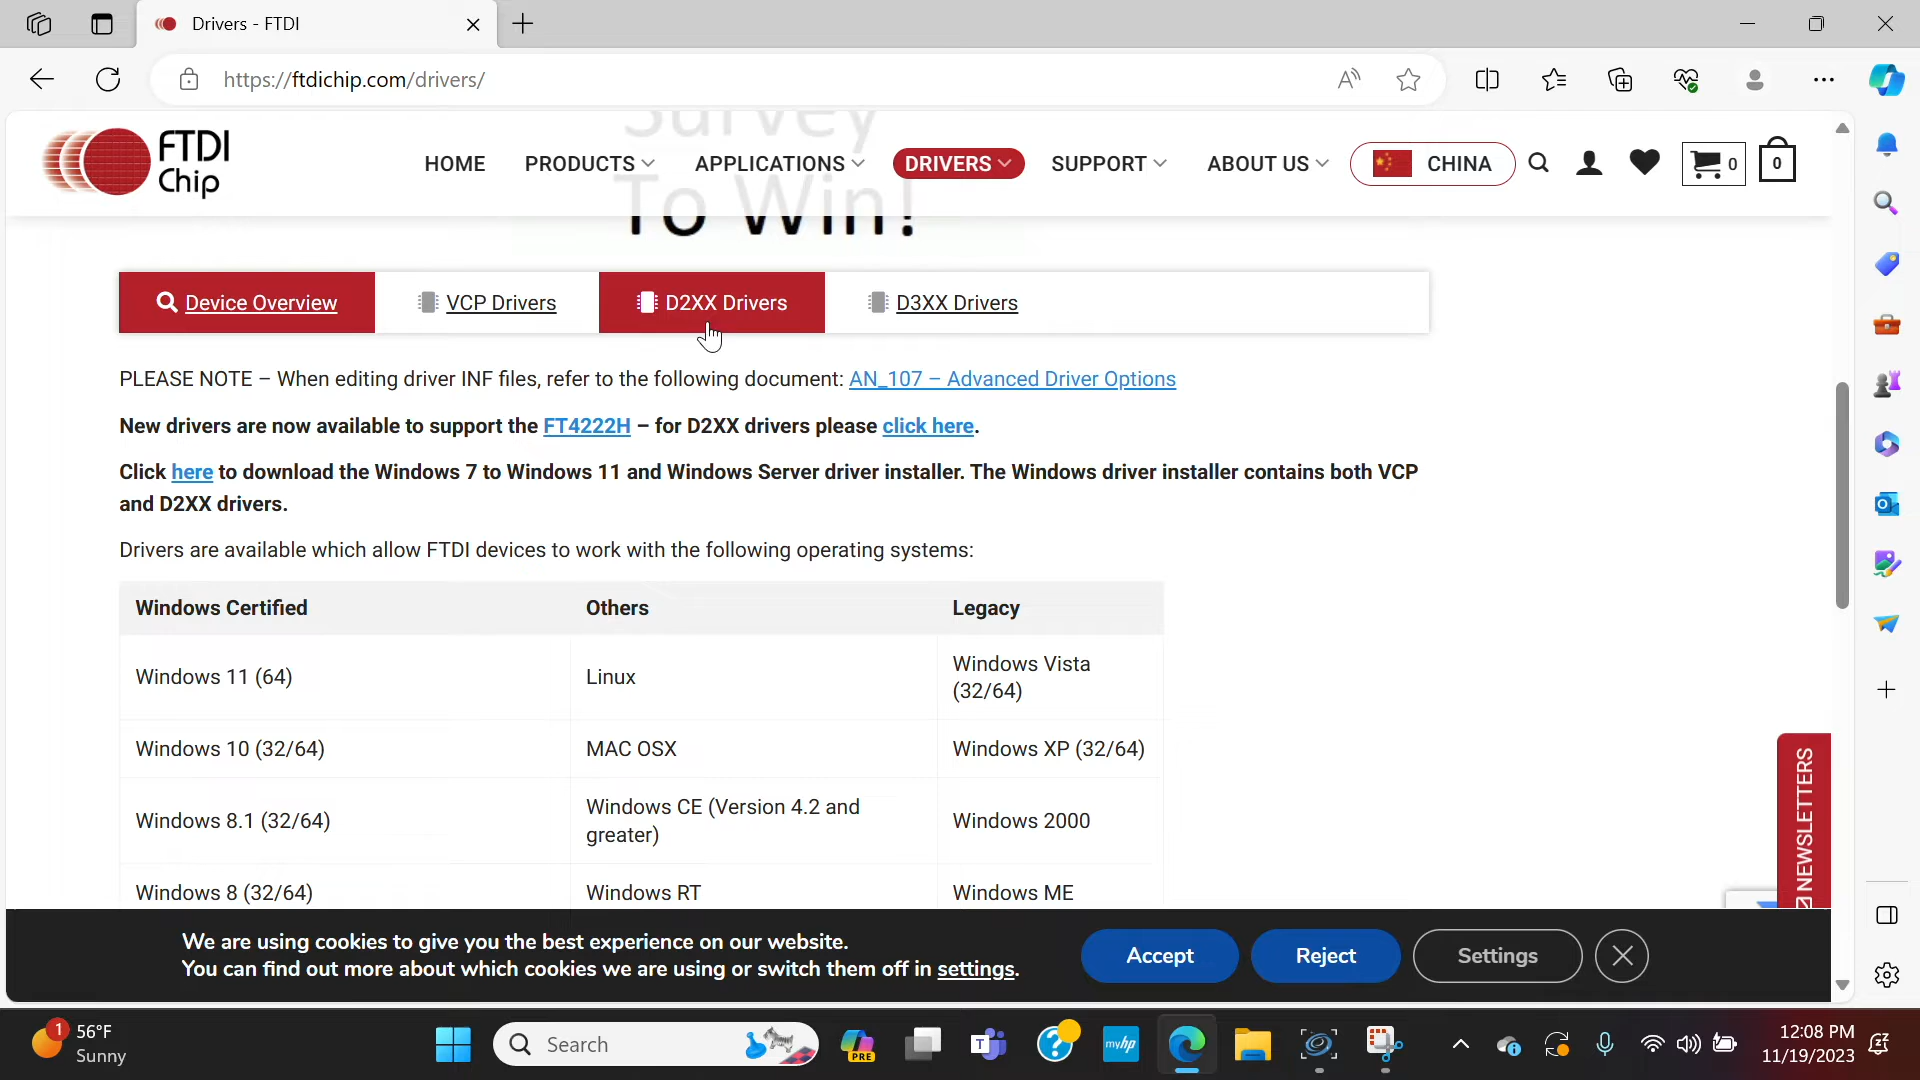 Drivers - FTDI
https://ftdichip.com/drivers/
Survey
To Win!
FTDI
Chip
HOME
PRODUCTS
APPLICATIONS
DRIVERS
SUPPORT
ABOUT US
CHINA
0
0
Device Overview
VCP Drivers
D2XX Drivers
D3XX Drivers
PLEASE NOTE – When editing driver INF files, refer to the following document: AN_107 – Advanced Driver Options
New drivers are now available to support the FT4222H – for D2XX drivers please click here.
Click here to download the Windows 7 to Windows 11 and Windows Server driver installer. The Windows driver installer contains both VCP
and D2XX drivers.
Drivers are available which allow FTDI devices to work with the following operating systems:
Windows Certified
Others
Legacy
Windows 11 (64)
Linux
Windows Vista
(32/64)
Windows 10 (32/64)
MAC OSX
Windows XP (32/64)
Windows 8.1 (32/64)
Windows CE (Version 4.2 and
greater)
Windows 2000
Windows 8 (32/64)
Windows RT
Windows ME
NEWSLETTERS
We are using cookies to give you the best experience on our website.
You can find out more about which cookies we are using or switch them off in settings.
Accept
Reject
Settings
1
56°F
Sunny
Search
PRE
T
?
myhp
12:08 PM
11/19/2023